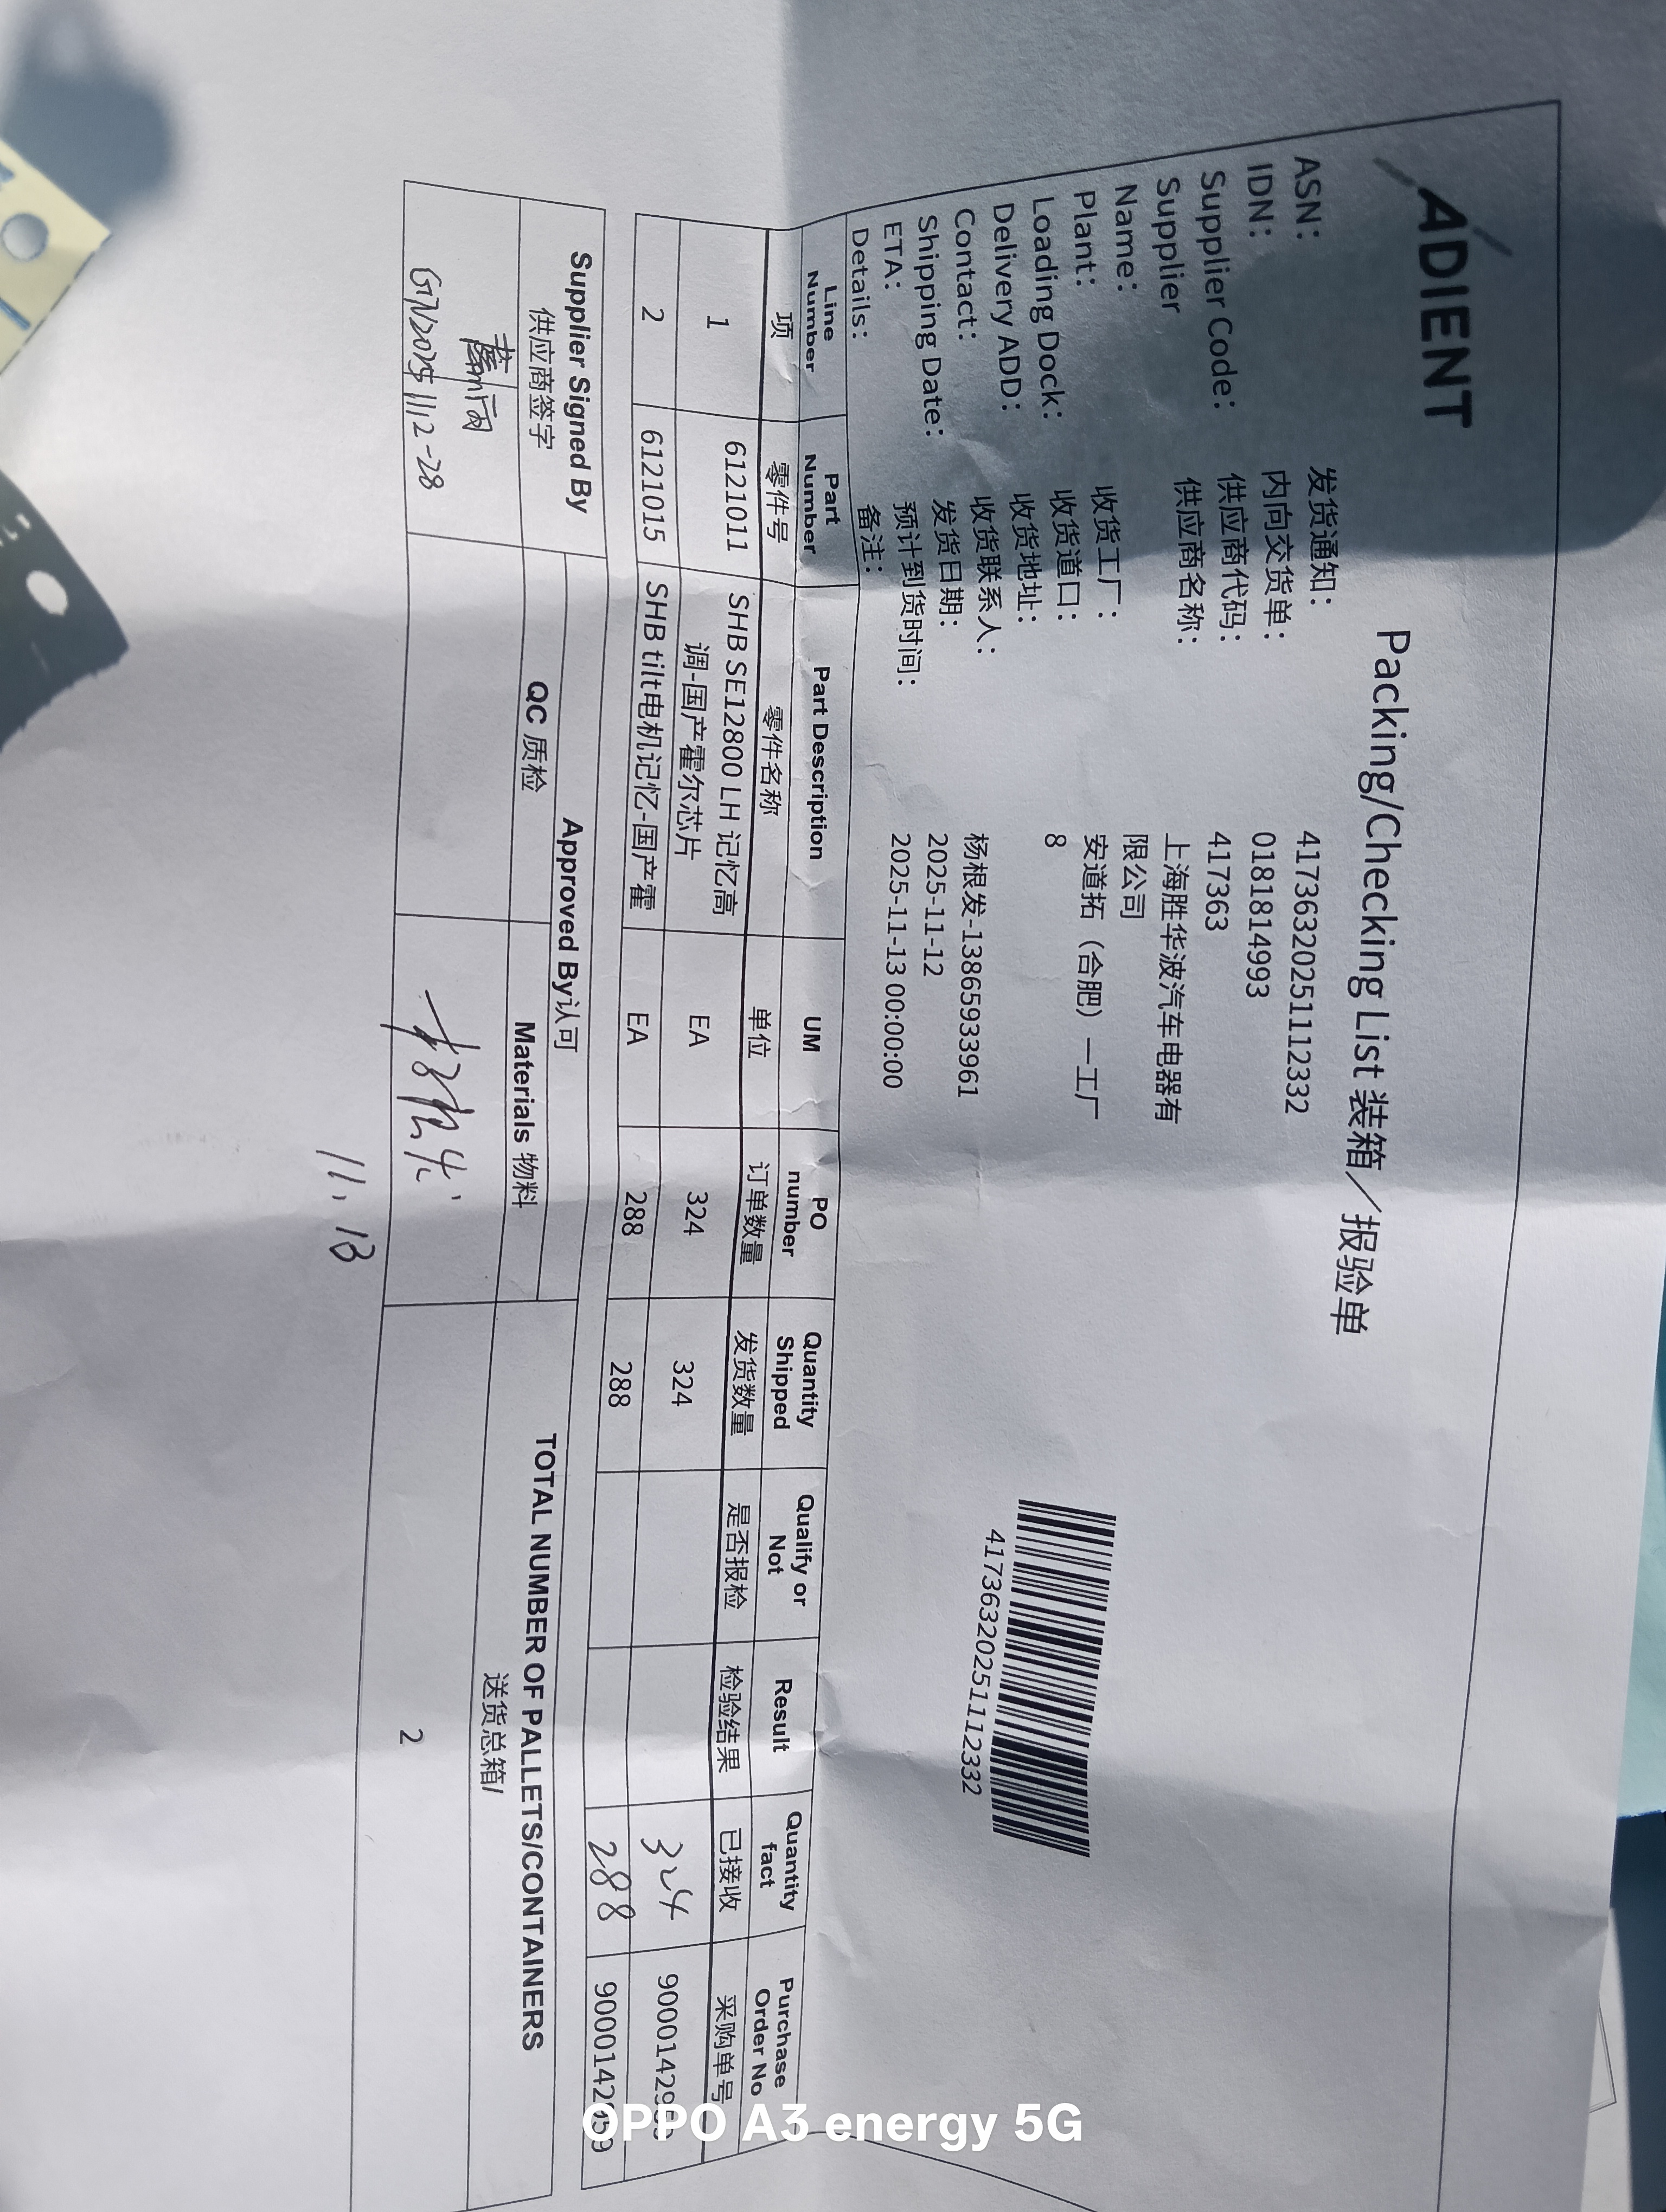 ADIENT
Packing/Checking List 装箱／报验单
ASN: 发货通知: 41736320251112332
IDN: 内向交货单: 0181814993
Supplier Code: 供应商代码: 417363
Supplier Name: 供应商名称: 上海胜华波汽车电器有
限公司
Plant: 收货工厂: 安道拓（合肥）一工厂
Loading Dock: 收货道口: 8
Delivery ADD: 收货地址:
Contact: 收货联系人: 杨根发-13865933961
Shipping Date: 发货日期: 2025-11-12
ETA: 预计到货时间: 2025-11-13 00:00:00
Details: 备注:
41736320251112332
Line Number Part Number Part Description UM PO number Quantity Shipped Qualify or Not Result Quantity fact Purchase Order No
项 零件号 零件名称 单位 订单数量 发货数量 是否报检 检验结果 已接收 采购单号
1 6121011 SHB SE12800 LH 记忆高 EA 324 324 324
调-国产霍尔芯片
2 6121015 SHB tilt电机记忆-国产霍 EA 288 288 288
Supplier Signed By Approved By认可 TOTAL NUMBER OF PALLETS/CONTAINERS
供应商签字 QC 质检 Materials 物料 送货总箱/
GN20251112-28
2
11.13
OPPO A3 energy 5G